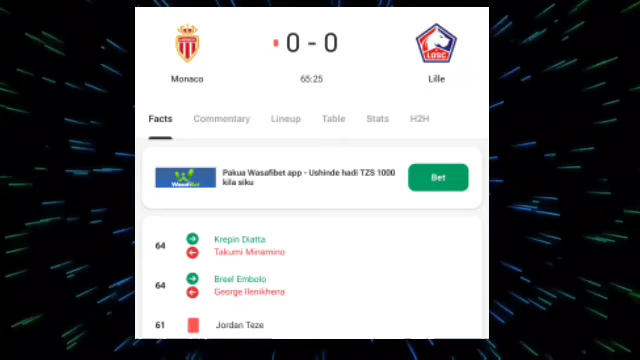 0 - 0
Monaco
65:25
Lille
LOSC
Facts
Commentary
Lineup
Table
Stats
H2H
WasafiBet
Pakua Wasafibet app - Ushinde hadi TZS 1000
kila siku
Bet
64
Krepin Diatta
Takumi Minamino
64
Breel Embolo
George Ilenikhena
61
Jordan Teze